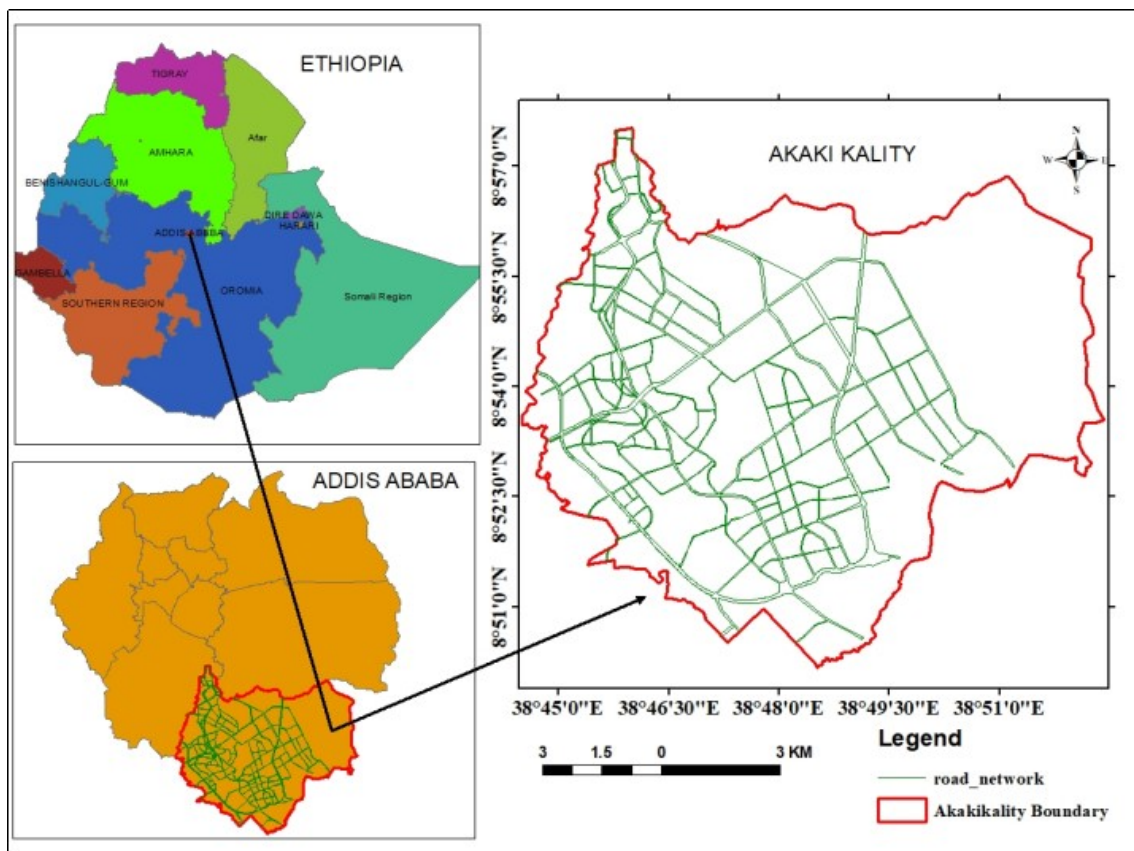 ETHIOPIA
TIGRAY
Afar
AMHARA
BENISHANGUL-GUM
DIRE DAWA
HARARI
ADDIS ABABA
GAMBELLA
SOUTHERN REGION
OROMIA
Somali Region
ADDIS ABABA
AKAKI KALITY
N
W E
S
8°57'0"N
8°55'30"N
8°54'0"N
8°52'30"N
8°51'0"N
38°45'0"E 38°46'30"E 38°48'0"E 38°49'30"E 38°51'0"E
3 1.5 0 3 KM
Legend
road_network
Akakikality Boundary